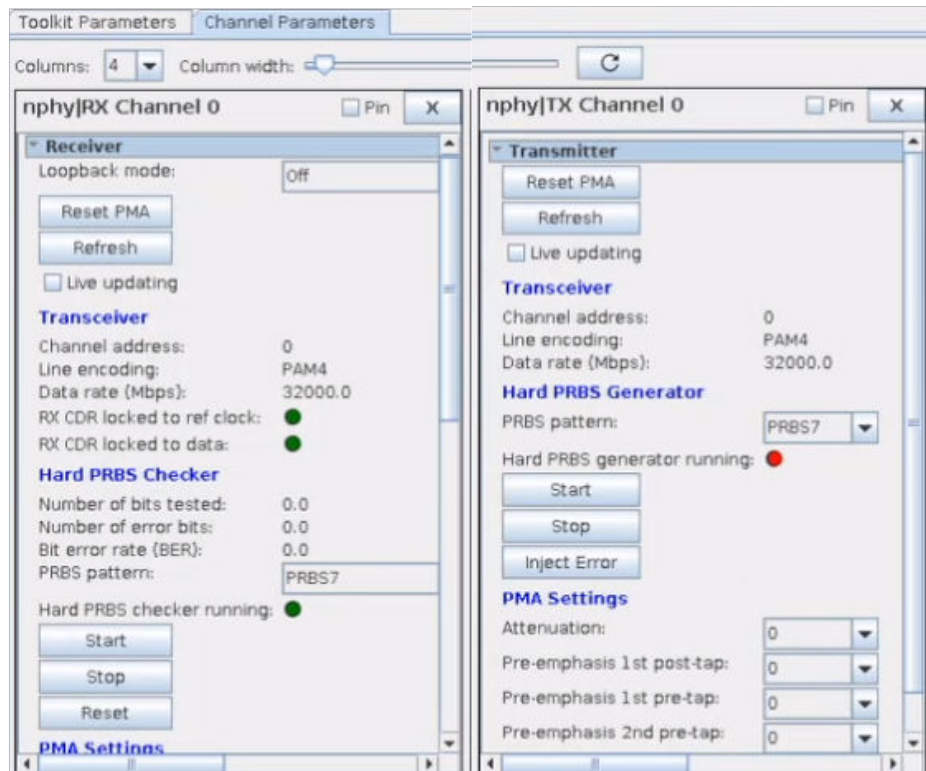 Toolkit Parameters Channel Parameters
Columns: 4 Column width:
nphy|RX Channel 0 Pin X
Receiver
Loopback mode: Off
Reset PMA
Refresh
Live updating
Transceiver
Channel address: 0
Line encoding: PAM4
Data rate (Mbps): 32000.0
RX CDR locked to ref clock:
RX CDR locked to data:
Hard PRBS Checker
Number of bits tested: 0.0
Number of error bits: 0.0
Bit error rate (BER): 0.0
PRBS pattern: PRBS7
Hard PRBS checker running:
Start
Stop
Reset
PMA Settings
nphy|TX Channel 0 Pin X
Transmitter
Reset PMA
Refresh
Live updating
Transceiver
Channel address: 0
Line encoding: PAM4
Data rate (Mbps): 32000.0
Hard PRBS Generator
PRBS pattern: PRBS7
Hard PRBS generator running:
Start
Stop
Inject Error
PMA Settings
Attenuation: 0
Pre-emphasis 1st post-tap: 0
Pre-emphasis 1st pre-tap: 0
Pre-emphasis 2nd pre-tap: 0